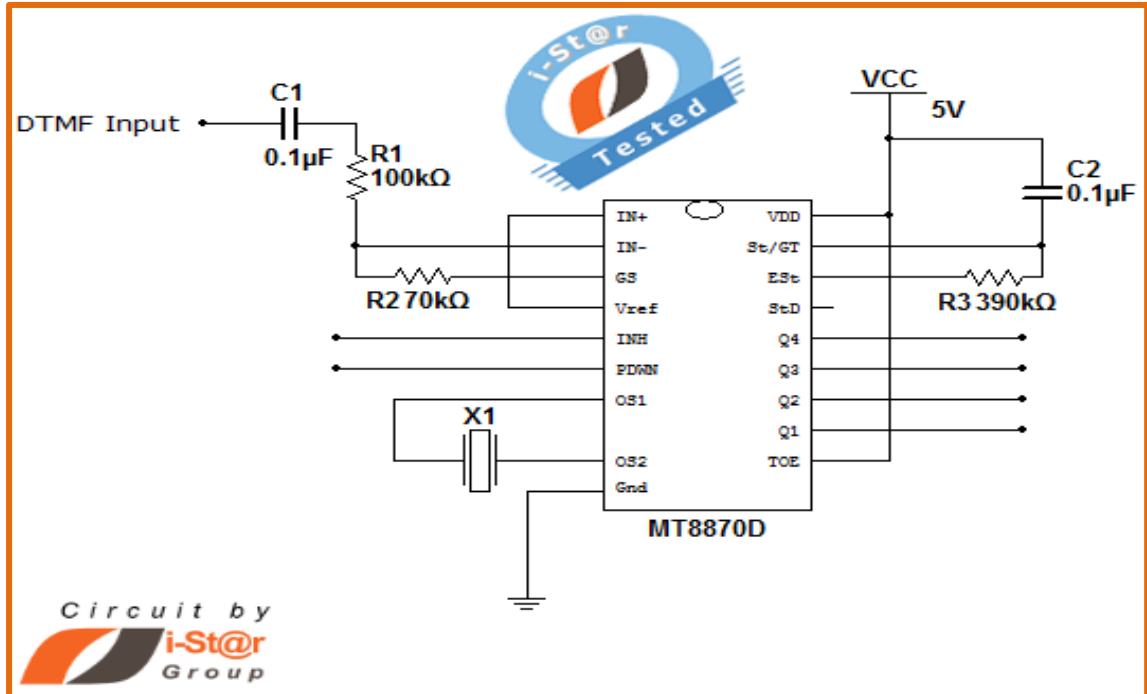 i-St@r
Tested
VCC
5V
DTMF Input
C1
0.1µF
R1
100kΩ
R2 70kΩ
C2
0.1µF
R3 390kΩ
X1
IN+
IN-
GS
Vref
INH
PDWN
OS1
OS2
Gnd
VDD
St/GT
ESt
StD
Q4
Q3
Q2
Q1
TOE
MT8870D
Circuit by
i-St@r
Group